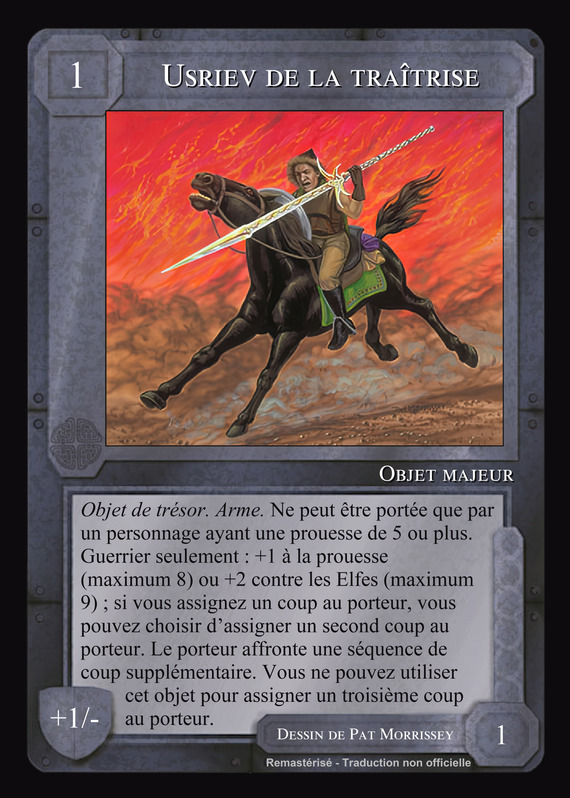 1
Usriev de la traîtrise
Objet majeur
Objet de trésor. Arme. Ne peut être portée que par
un personnage ayant une prouesse de 5 ou plus.
Guerrier seulement : +1 à la prouesse
(maximum 8) ou +2 contre les Elfes (maximum
9) ; si vous assignez un coup au porteur, vous
pouvez choisir d’assigner un second coup au
porteur. Le porteur affronte une séquence de
coup supplémentaire. Vous ne pouvez utiliser
cet objet pour assigner un troisième coup
au porteur.
+1/-
Dessin de Pat Morrissey
1
Remastérisé - Traduction non officielle